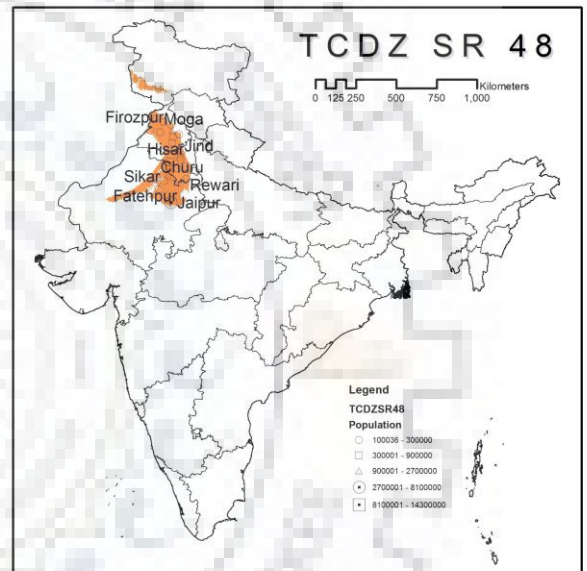 TCDZ SR 48
Kilometers
0 125 250 500 750 1,000
Firozpur Moga
Hisar Jind
Churu
Sikar Rewari
Fatehpur Jaipur
Legend
TCDZSR48
Population
100036 - 300000
300001 - 900000
900001 - 2700000
2700001 - 8100000
8100001 - 14300000